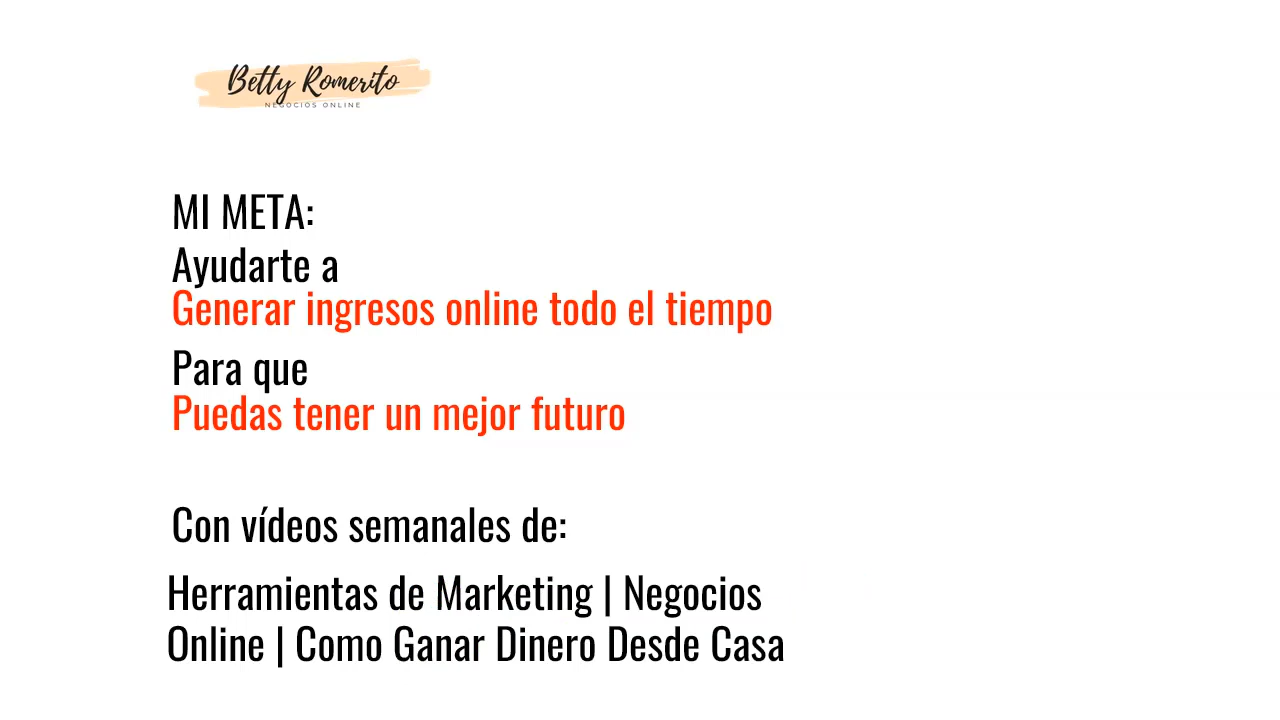 Betty Romerito
NEGOCIOS ONLINE
MI META:
Ayudarte a
Generar ingresos online todo el tiempo
Para que
Puedas tener un mejor futuro
Con vídeos semanales de:
Herramientas de Marketing | Negocios
Online | Como Ganar Dinero Desde Casa